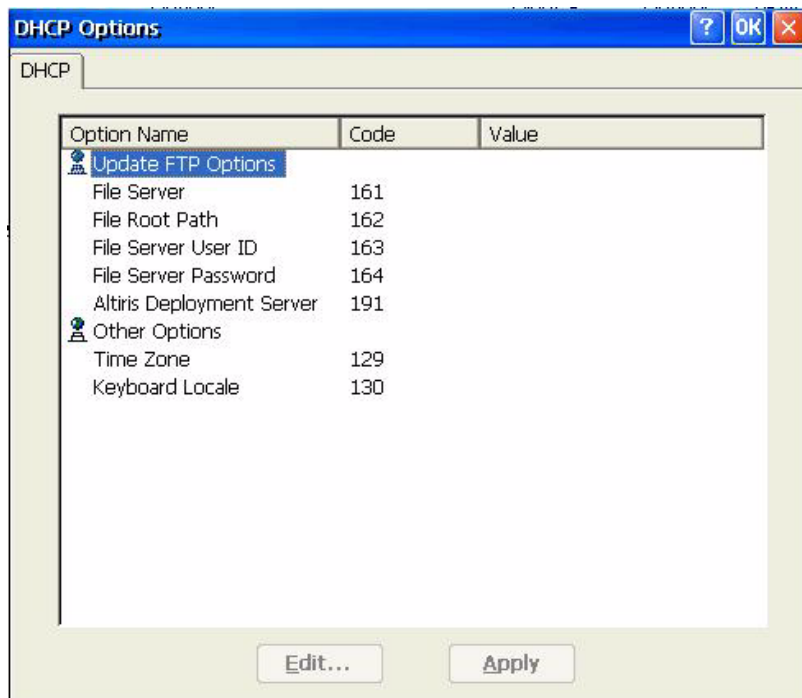 DHCP Options ? OK
DHCP
Option Name Code Value
Update FTP Options
File Server 161
File Root Path 162
File Server User ID 163
File Server Password 164
Altiris Deployment Server 191
Other Options
Time Zone 129
Keyboard Locale 130
Edit... Apply